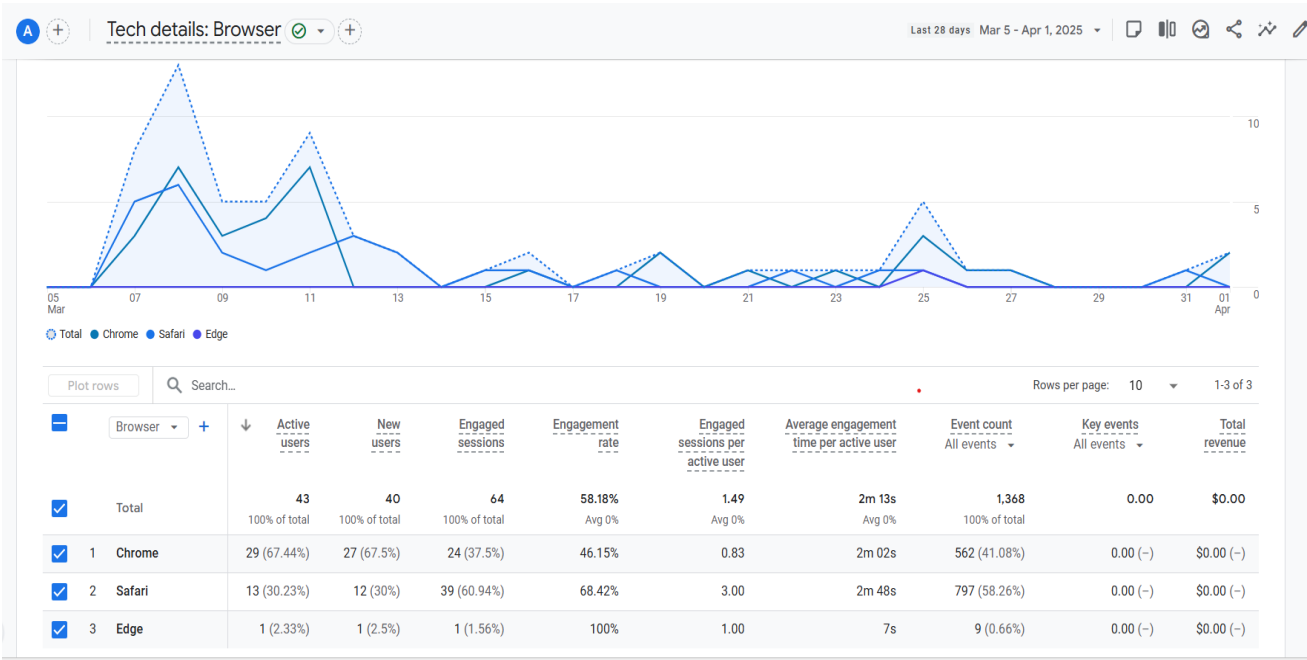 A Tech details: Browser Last 28 days Mar 5 - Apr 1, 2025
10
5
0
05 07 09 11 13 15 17 19 21 23 25 27 29 31 01
Mar Apr
Total Chrome Safari Edge
Plot rows Search... Rows per page: 10 1-3 of 3
Browser + Active New Engaged Engagement Engaged Average engagement Event count Key events Total
users users sessions rate sessions per time per active user All events All events revenue
active user
Total 43 40 64 58.18% 1.49 2m 13s 1,368 0.00 $0.00
100% of total 100% of total 100% of total Avg 0% Avg 0% Avg 0% 100% of total
1 Chrome 29 (67.44%) 27 (67.5%) 24 (37.5%) 46.15% 0.83 2m 02s 562 (41.08%) 0.00 (–) $0.00 (–)
2 Safari 13 (30.23%) 12 (30%) 39 (60.94%) 68.42% 3.00 2m 48s 797 (58.26%) 0.00 (–) $0.00 (–)
3 Edge 1 (2.33%) 1 (2.5%) 1 (1.56%) 100% 1.00 7s 9 (0.66%) 0.00 (–) $0.00 (–)